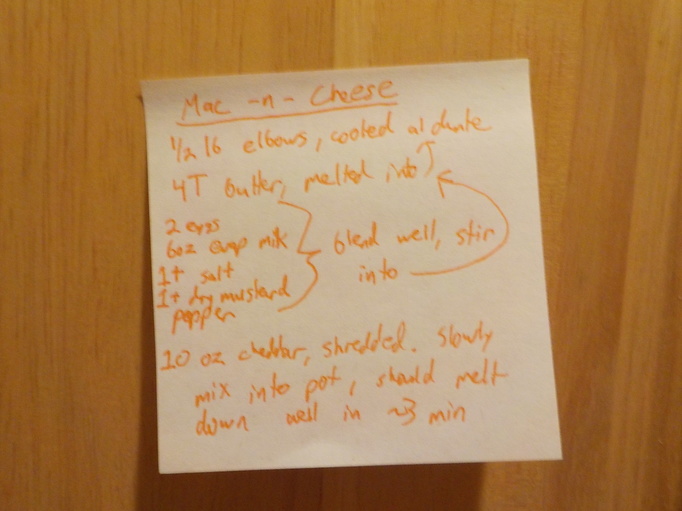 Mac -n- Cheese
1/2 lb elbows, cooked al dente
4T butter, melted into
2 eggs
6oz evap milk
1t salt
1t dry mustard
pepper
blend well, stir
into
10 oz cheddar, shredded. Slowly
mix into pot, should melt
down well in ~3 min